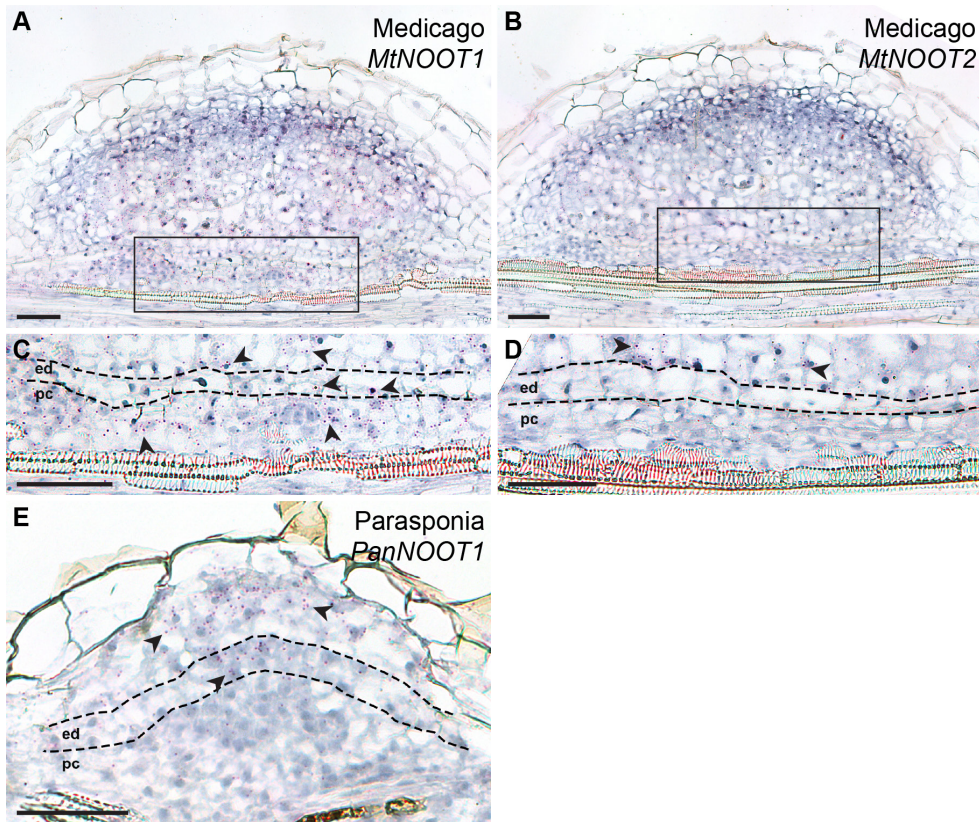 A
Medicago
MtNOOT1
B
Medicago
MtNOOT2
C
ed
pc
D
ed
pc
E
Parasponia
PanNOOT1
ed
pc